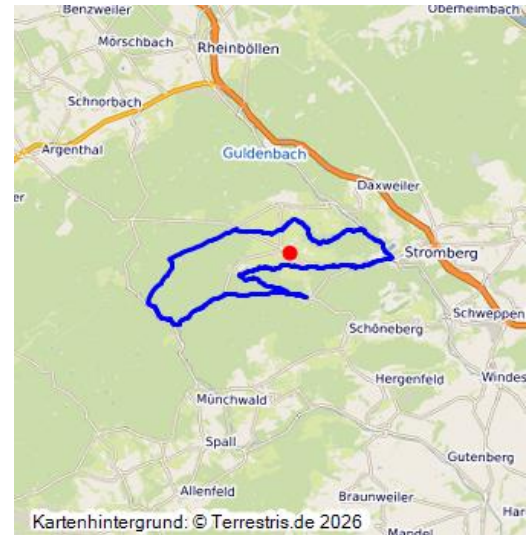 Benzweiler
Oberheimbach
Mörschbach
Rheinböllen
Schnorbach
Argenthal
Guldenbach
Daxweiler
Stromberg
Schweppen
Schöneberg
Hergenfeld
Windes
Münchwald
Spall
Gutenberg
Allenfeld
Braunweiler
Mandel
Kartenhintergrund: © Terrestris.de 2026